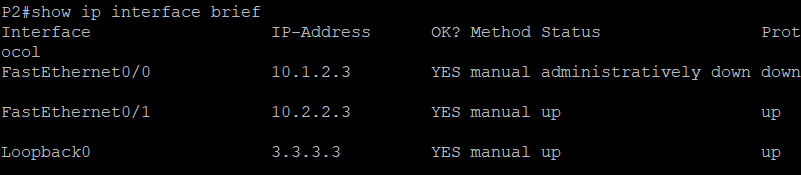 P2#show ip interface brief
Interface                  IP-Address      OK? Method Status                Prot
ocol
FastEthernet0/0            10.1.2.3        YES manual administratively down down
FastEthernet0/1            10.2.2.3        YES manual up                    up
Loopback0                  3.3.3.3         YES manual up                    up